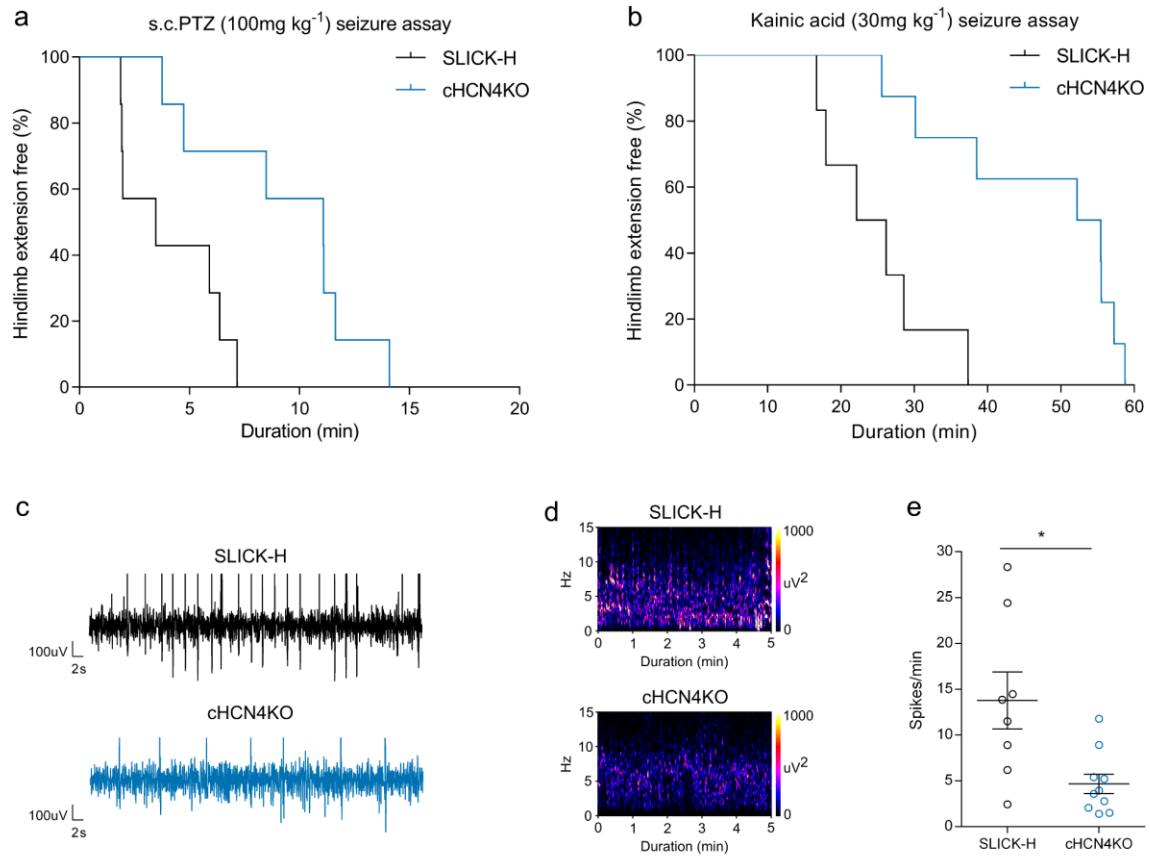 a
s.c.PTZ (100mg kg⁻¹) seizure assay
SLICK-H
cHCN4KO
Hindlimb extension free (%)
100
80
60
40
20
0
0 5 10 15 20
Duration (min)
b
Kainic acid (30mg kg⁻¹) seizure assay
SLICK-H
cHCN4KO
Hindlimb extension free (%)
100
80
60
40
20
0
0 10 20 30 40 50 60
Duration (min)
c
SLICK-H
100uV
2s
cHCN4KO
100uV
2s
d
SLICK-H
Hz
15
10
5
0
0 1 2 3 4 5
Duration (min)
1000
uV²
0
cHCN4KO
Hz
15
10
5
0
0 1 2 3 4 5
Duration (min)
1000
uV²
0
e
*
Spikes/min
30
25
20
15
10
5
0
SLICK-H cHCN4KO